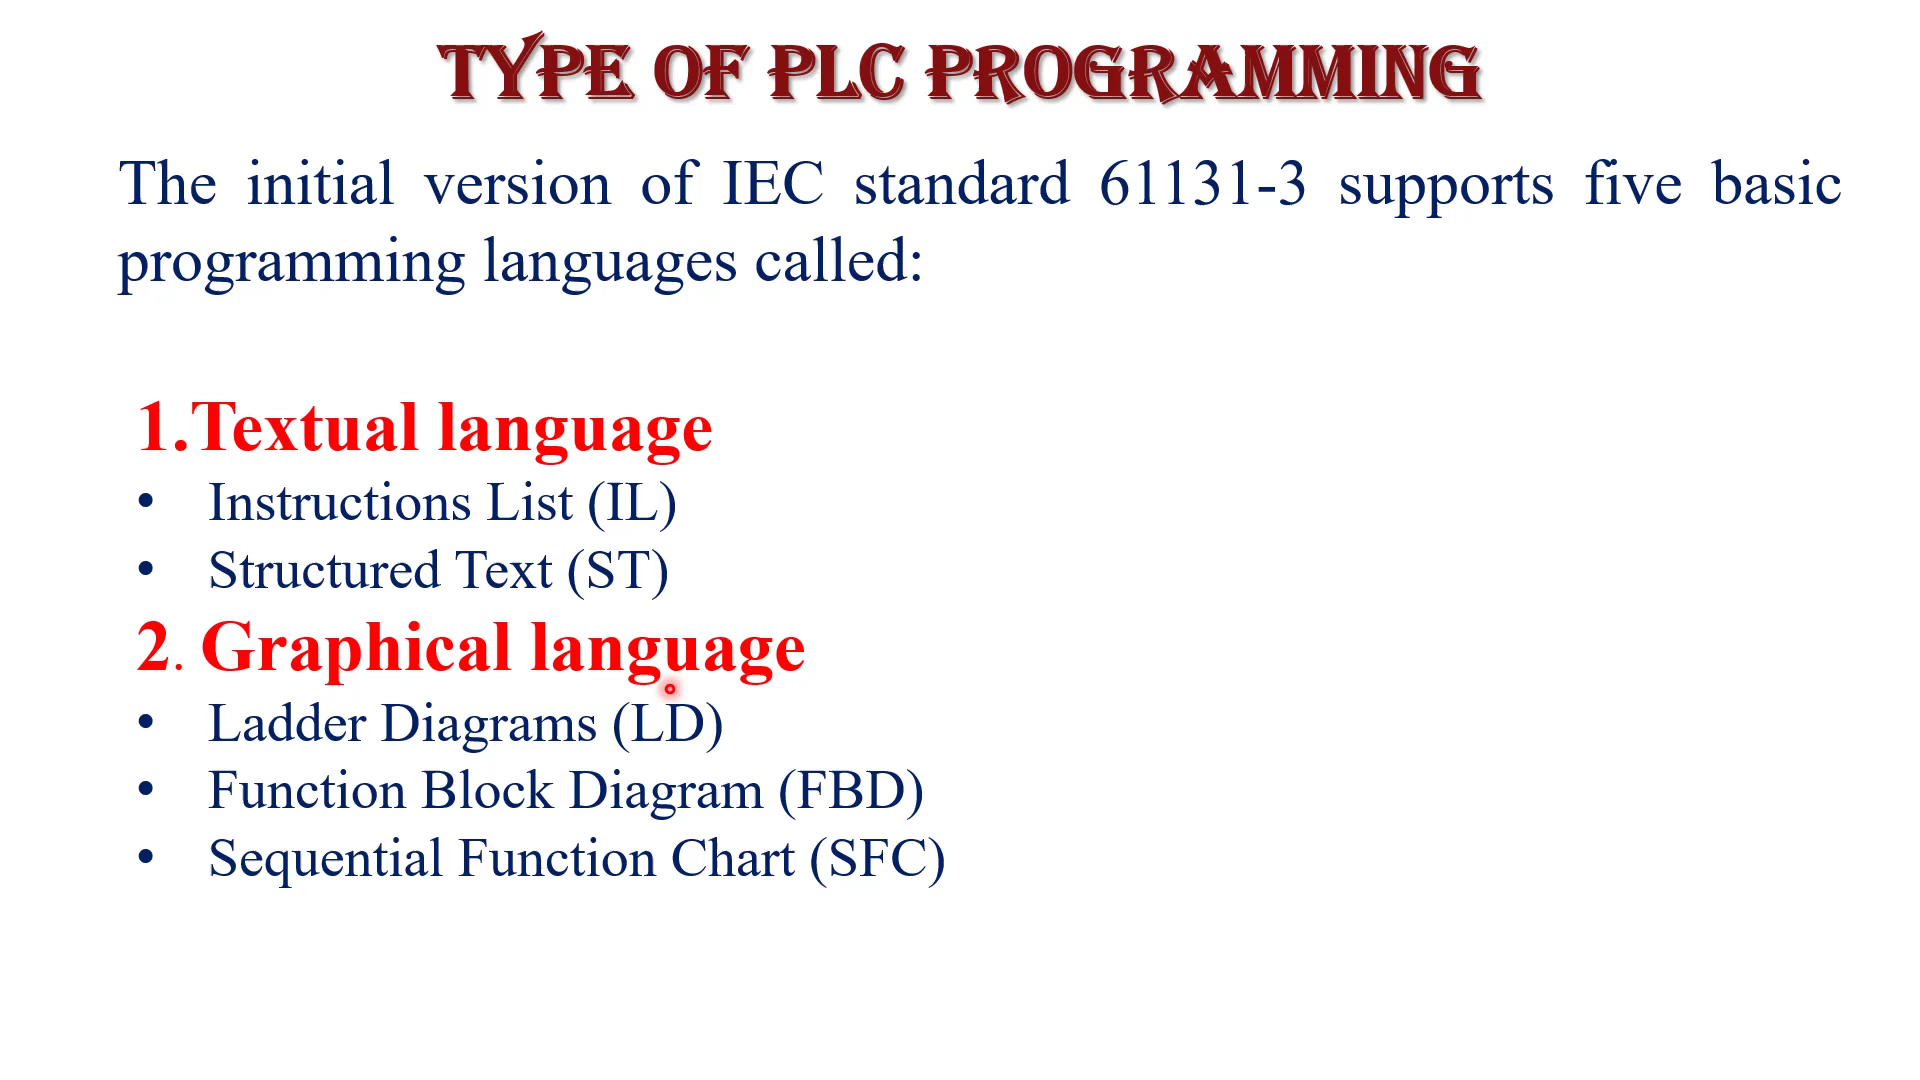 TYPE OF PLC PROGRAMMING
The initial version of IEC standard 61131-3 supports five basic
programming languages called:
1.Textual language
• Instructions List (IL)
• Structured Text (ST)
2. Graphical language
• Ladder Diagrams (LD)
• Function Block Diagram (FBD)
• Sequential Function Chart (SFC)